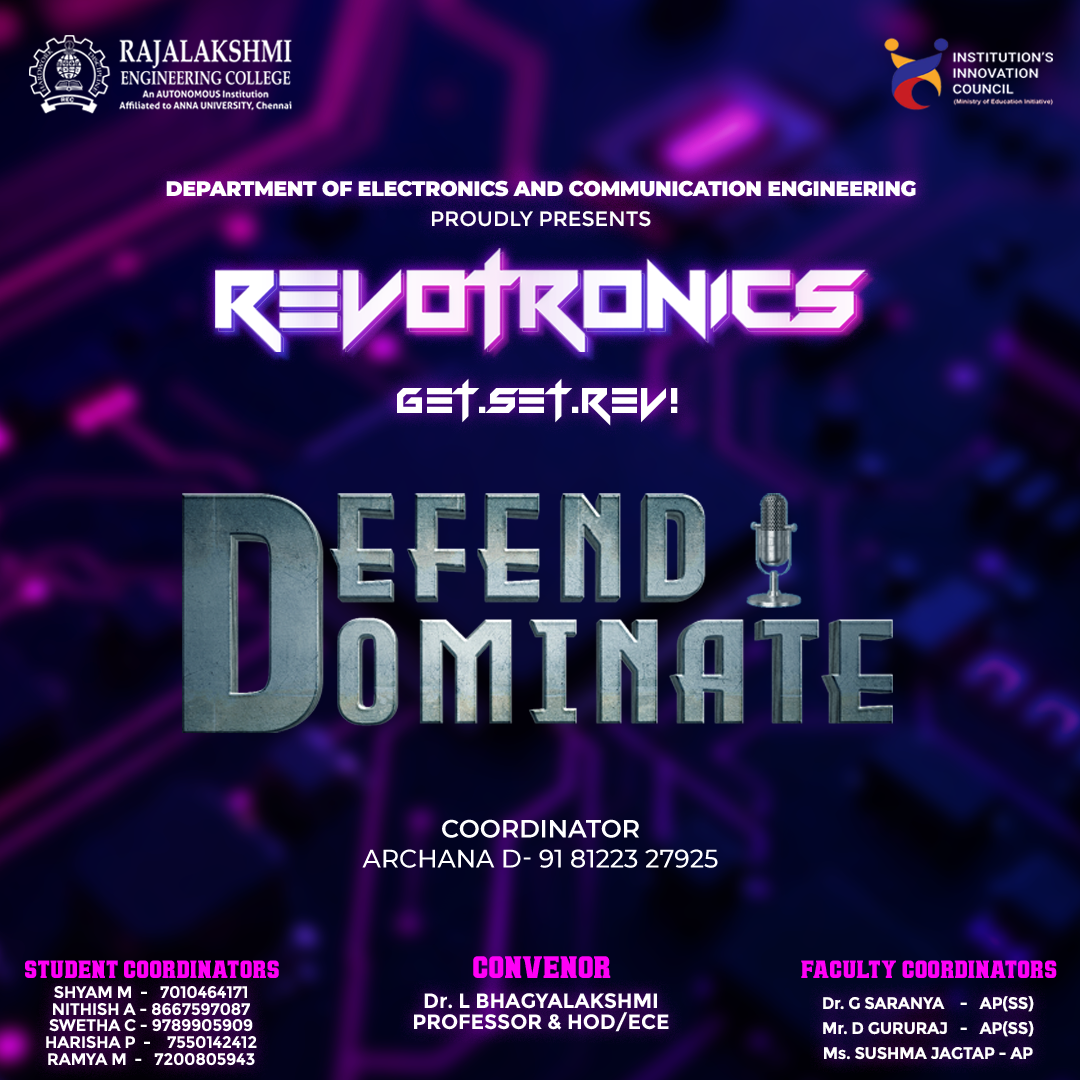 RAJALAKSHMI
ENGINEERING COLLEGE
An AUTONOMOUS Institution
Affiliated to ANNA UNIVERSITY, Chennai
REC
INSTITUTION'S
INNOVATION
COUNCIL
(Ministry of Education Initiative)
DEPARTMENT OF ELECTRONICS AND COMMUNICATION ENGINEERING
PROUDLY PRESENTS
REVOTRONICS
GET.SET.REV!
DEFEND
DOMINATE
COORDINATOR
ARCHANA D- 91 81223 27925
STUDENT COORDINATORS
SHYAM M - 7010464171
NITHISH A - 8667597087
SWETHA C - 9789905909
HARISHA P - 7550142412
RAMYA M - 7200805943
CONVENOR
Dr. L BHAGYALAKSHMI
PROFESSOR & HOD/ECE
FACULTY COORDINATORS
Dr. G SARANYA - AP(SS)
Mr. D GURURAJ - AP(SS)
Ms. SUSHMA JAGTAP - AP